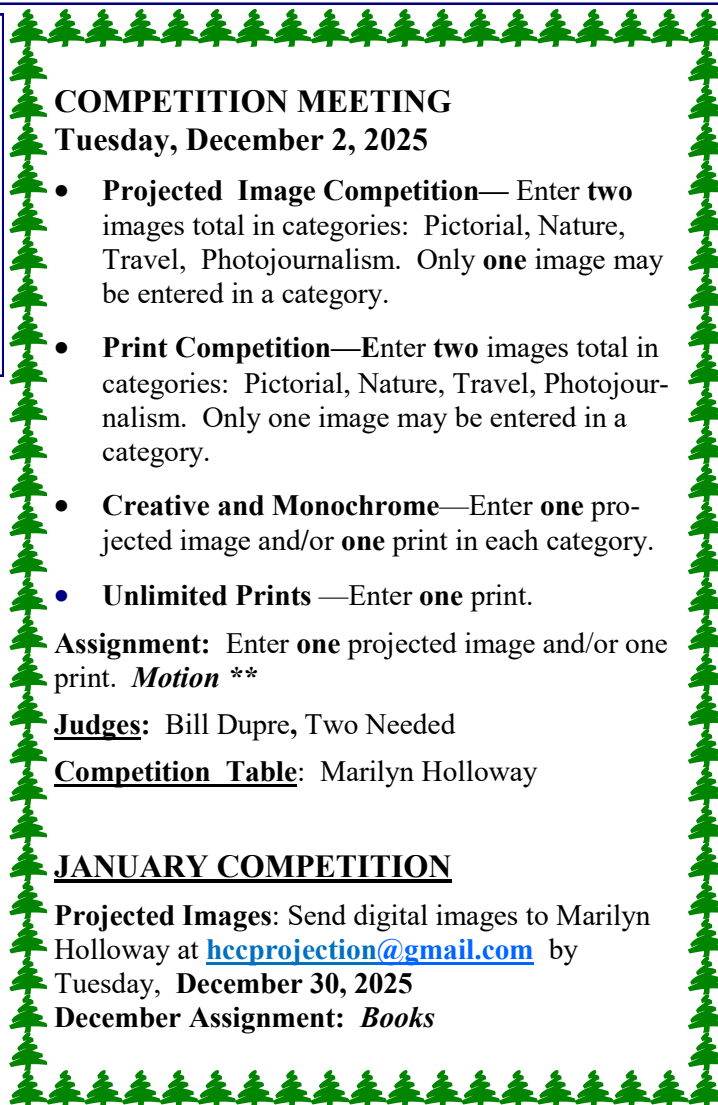 COMPETITION MEETING
Tuesday, December 2, 2025
• Projected Image Competition— Enter two
images total in categories: Pictorial, Nature,
Travel, Photojournalism. Only one image may
be entered in a category.
• Print Competition—Enter two images total in
categories: Pictorial, Nature, Travel, Photojour-
nalism. Only one image may be entered in a
category.
• Creative and Monochrome—Enter one pro-
jected image and/or one print in each category.
• Unlimited Prints —Enter one print.
Assignment: Enter one projected image and/or one
print. Motion **
Judges: Bill Dupre, Two Needed
Competition Table: Marilyn Holloway
JANUARY COMPETITION
Projected Images: Send digital images to Marilyn
Holloway at hccprojection@gmail.com by
Tuesday, December 30, 2025
December Assignment: Books